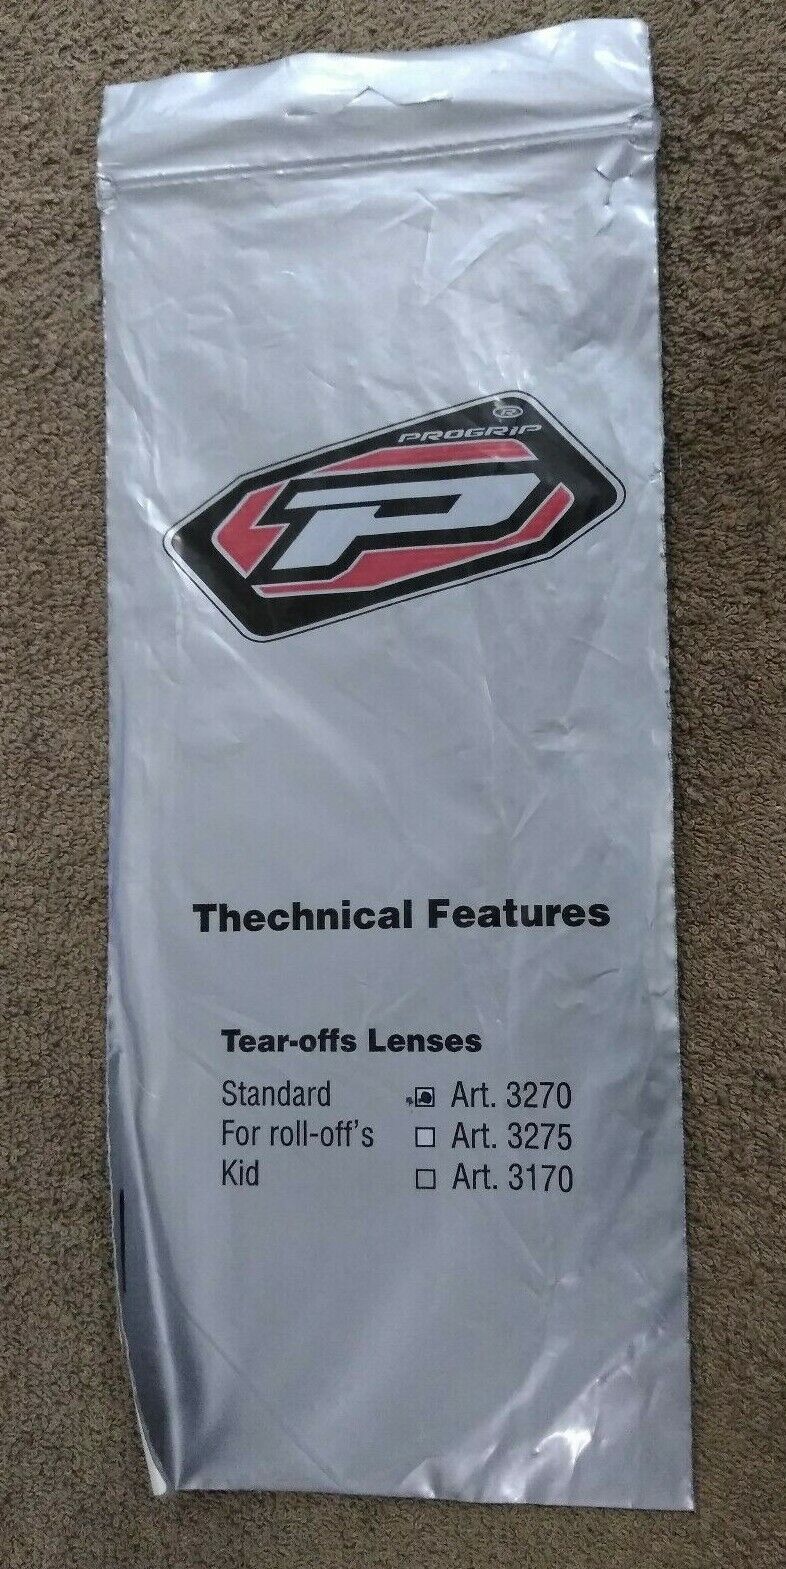 ®
PROGRIP
P
Thechnical Features
Tear-offs Lenses
Standard Art. 3270
For roll-off's ☐ Art. 3275
Kid ☐ Art. 3170